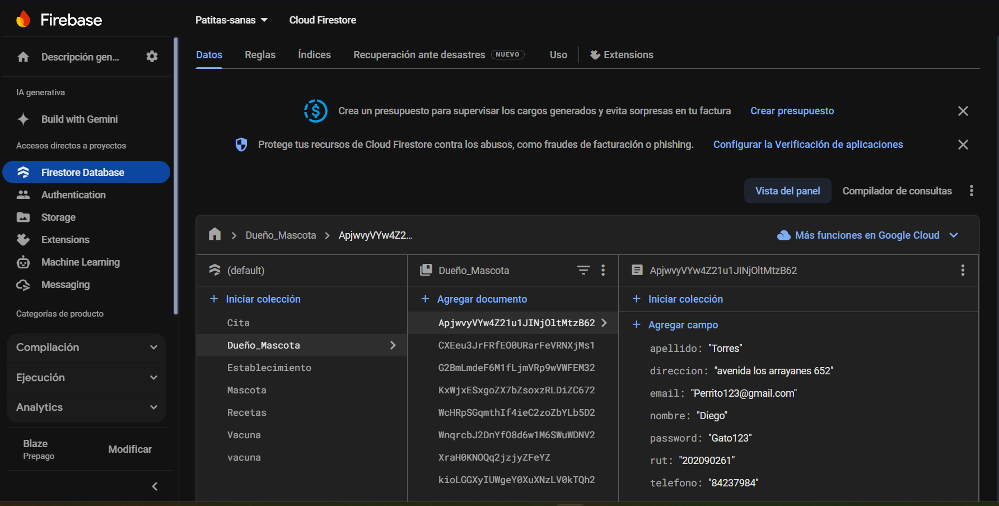 Firebase
Patitas-sanas
Cloud Firestore
Descripción gen...
IA generativa
Build with Gemini
Accesos directos a proyectos
Firestore Database
Authentication
Storage
Extensions
Machine Learning
Messaging
Categorías de producto
Compilación
Ejecución
Analytics
Blaze
Prepago
Modificar
Datos
Reglas
Índices
Recuperación ante desastres NUEVO
Uso
Extensions
Crea un presupuesto para supervisar los cargos generados y evita sorpresas en tu factura Crear presupuesto
Protege tus recursos de Cloud Firestore contra los abusos, como fraudes de facturación o phishing. Configurar la Verificación de aplicaciones
Vista del panel
Compilador de consultas
Dueño_Mascota
ApjwvyVYw4Z2...
Más funciones en Google Cloud
(default)
Iniciar colección
Cita
Dueño_Mascota
Establecimiento
Mascota
Recetas
Vacuna
vacuna
Dueño_Mascota
Agregar documento
ApjwvyVYw4Z21u1JINjOltMtzB62
CXEeu3JrFRfEO0URarFeVRNXjMs1
G2BmLmdeF6M1fLjmVRp9wVWFEM32
KxWjxESxgoZX7bZsoxzRLDiZC672
WcHRpSGqmthIf4ieC2zoZbYLb5D2
WnqrcbJ2DnYfO8d6w1M6SWuWDNV2
XraH0KNOQq2jzjyZFeYZ
kioLGGXyIUWgeY0XuXNzLV0kTQh2
ApjwvyVYw4Z21u1JINjOltMtzB62
Iniciar colección
Agregar campo
apellido: "Torres"
direccion: "avenida los arrayanes 652"
email: "Perrito123@gmail.com"
nombre: "Diego"
password: "Gato123"
rut: "202090261"
telefono: "84237984"